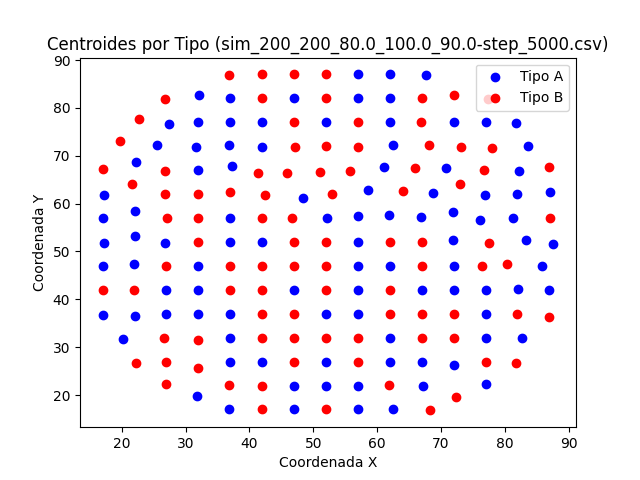 Centroides por Tipo (sim_200_200_80.0_100.0_90.0-step_5000.csv)
90
80
70
60
50
40
30
20
Coordenada Y
Tipo A
Tipo B
20 30 40 50 60 70 80 90
Coordenada X